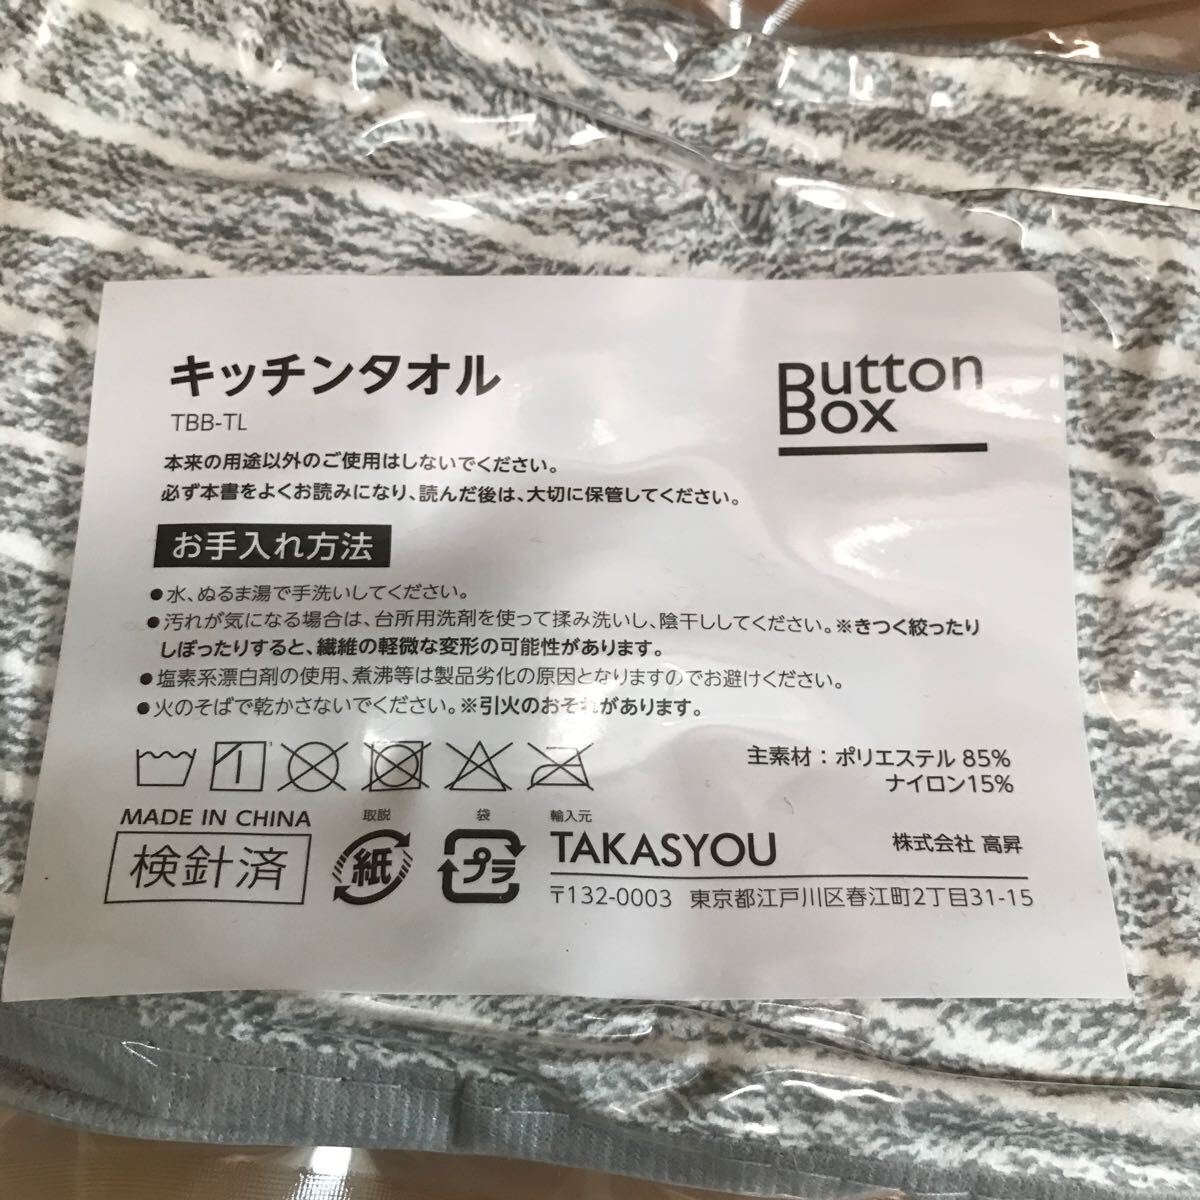 キッチンタオル
TBB-TL
Button
Box
本来の用途以外のご使用はしないでください。
必ず本書をよくお読みになり、読んだ後は、大切に保管してください。
お手入れ方法
●水、ぬるま湯で手洗いしてください。
●汚れが気になる場合は、台所用洗剤を使って揉み洗いし、陰干ししてください。※きつく絞ったり
しぼったりすると、繊維の軽微な変形の可能性があります。
●塩素系漂白剤の使用、煮沸等は製品劣化の原因となりますのでお避けください。
●火のそばで乾かさないでください。※引火のおそれがあります。
主素材：ポリエステル 85%
ナイロン15%
MADE IN CHINA
検針済
取説
紙
袋
プラ
輸入元
TAKASYOU
株式会社 高昇
〒132-0003 東京都江戸川区春江町2丁目31-15